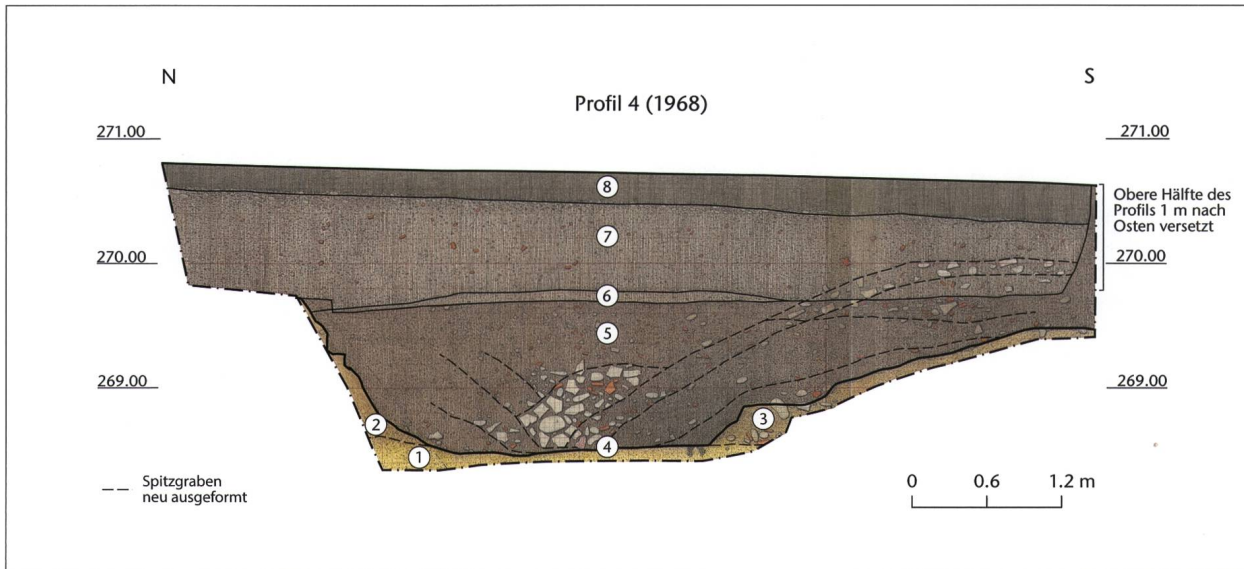 N
S
Profil 4 (1968)
271.00
271.00
8
Obere Hälfte des
Profils 1 m nach
Osten versetzt
7
270.00
270.00
6
5
269.00
269.00
3
2
4
1
Spitzgraben
neu ausgeformt
0 0.6 1.2 m